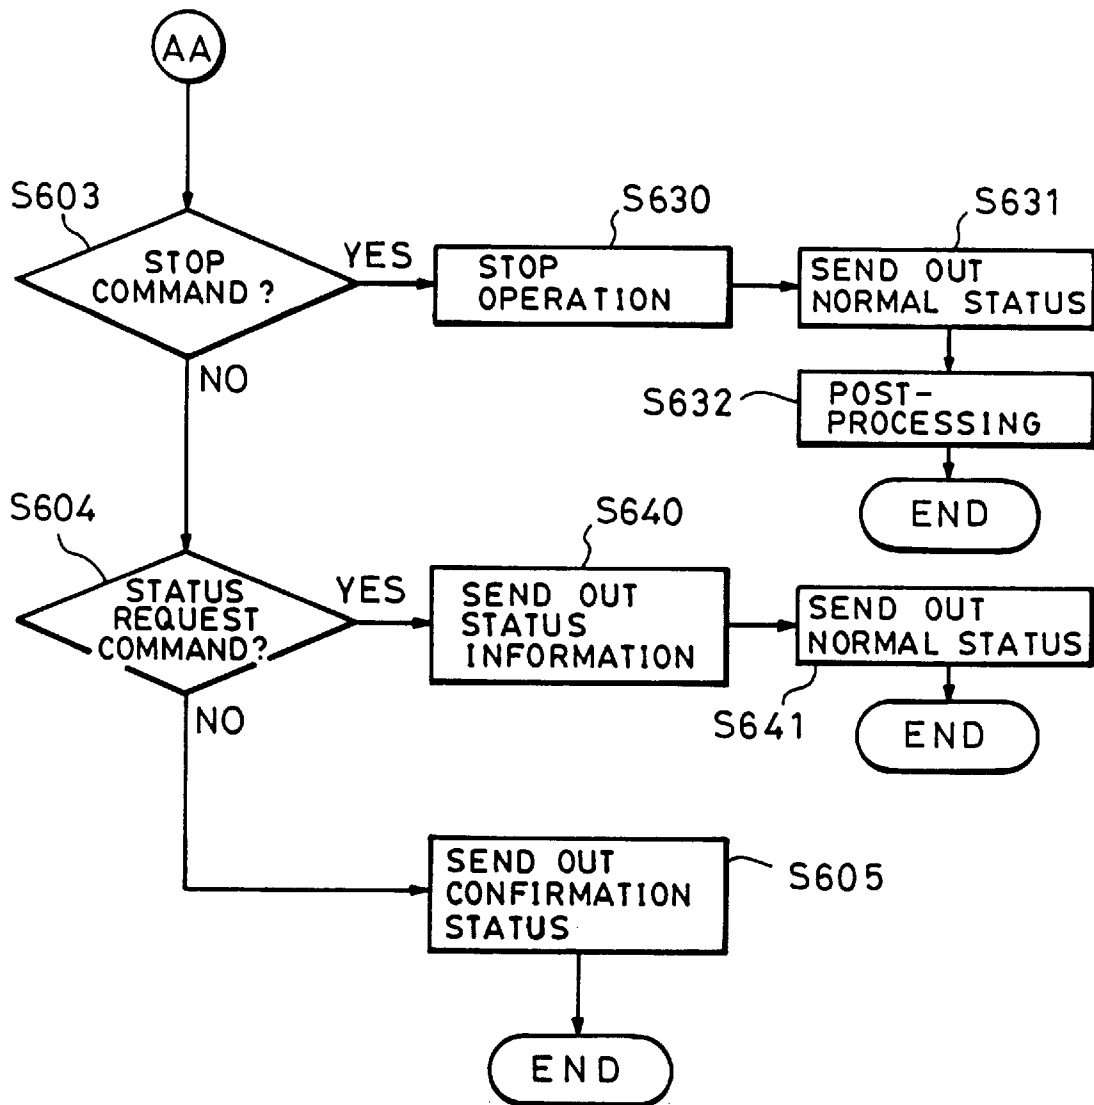 AA
S603
STOP
COMMAND?
YES
S630
STOP
OPERATION
S631
SEND OUT
NORMAL STATUS
S632
POST-
PROCESSING
END
NO
S604
STATUS
REQUEST
COMMAND?
YES
S640
SEND OUT
STATUS
INFORMATION
SEND OUT
NORMAL STATUS
S641
END
NO
SEND OUT
CONFIRMATION
STATUS
S605
END